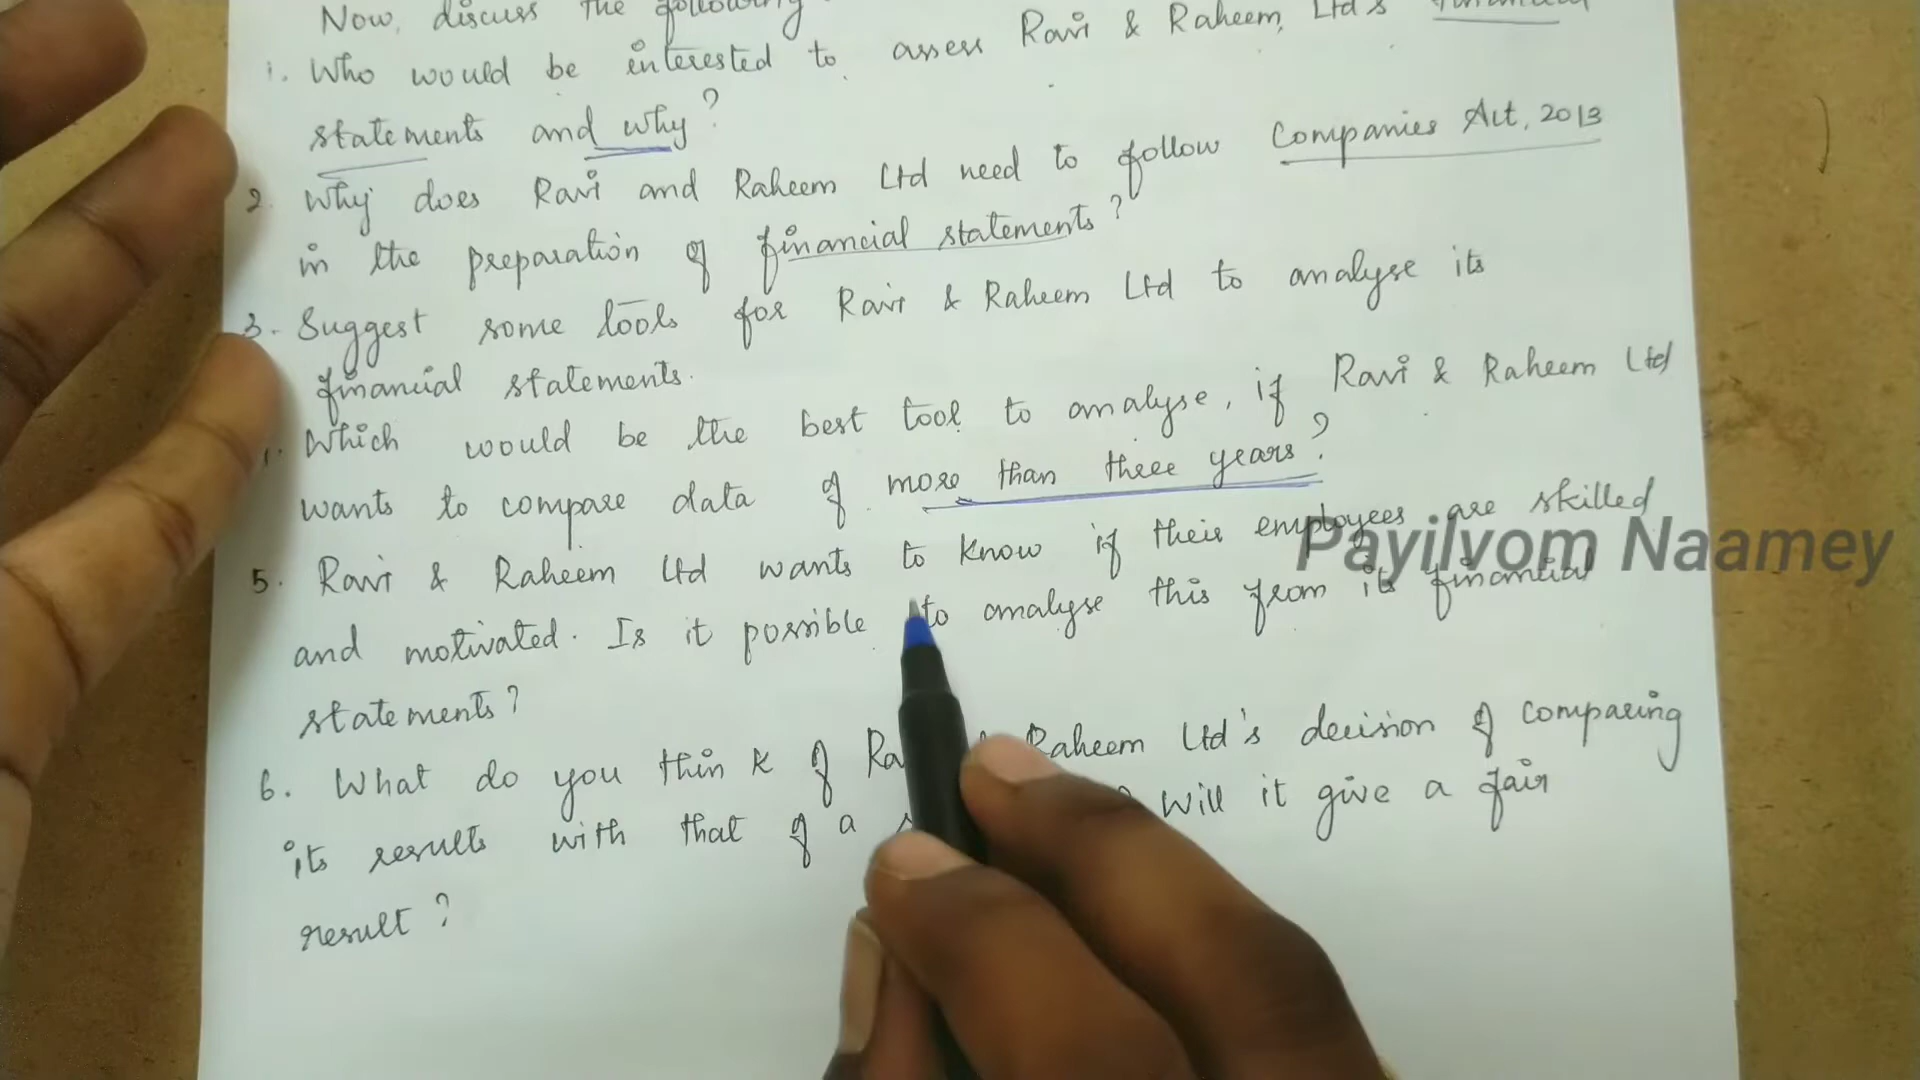 Now, discuss the following
1. Who would be interested to assess Ravi & Raheem, Ltd's financial
statements and why?
2. Why does Ravi and Raheem Ltd need to follow Companies Act, 2013
in the preparation of financial statements?
3. Suggest some tools for Ravi & Raheem Ltd to analyse its
financial statements.
Which would be the best tool to analyse, if Ravi & Raheem Ltd
wants to compare data of more than three years?
5. Ravi & Raheem Ltd wants to know if their employees are skilled
and motivated. Is it possible to analyse this from its financial
statements?
6. What do you think of Raheem Ltd's decision of comparing
its results with that of a will it give a fair
result?
Payilvom Naamey